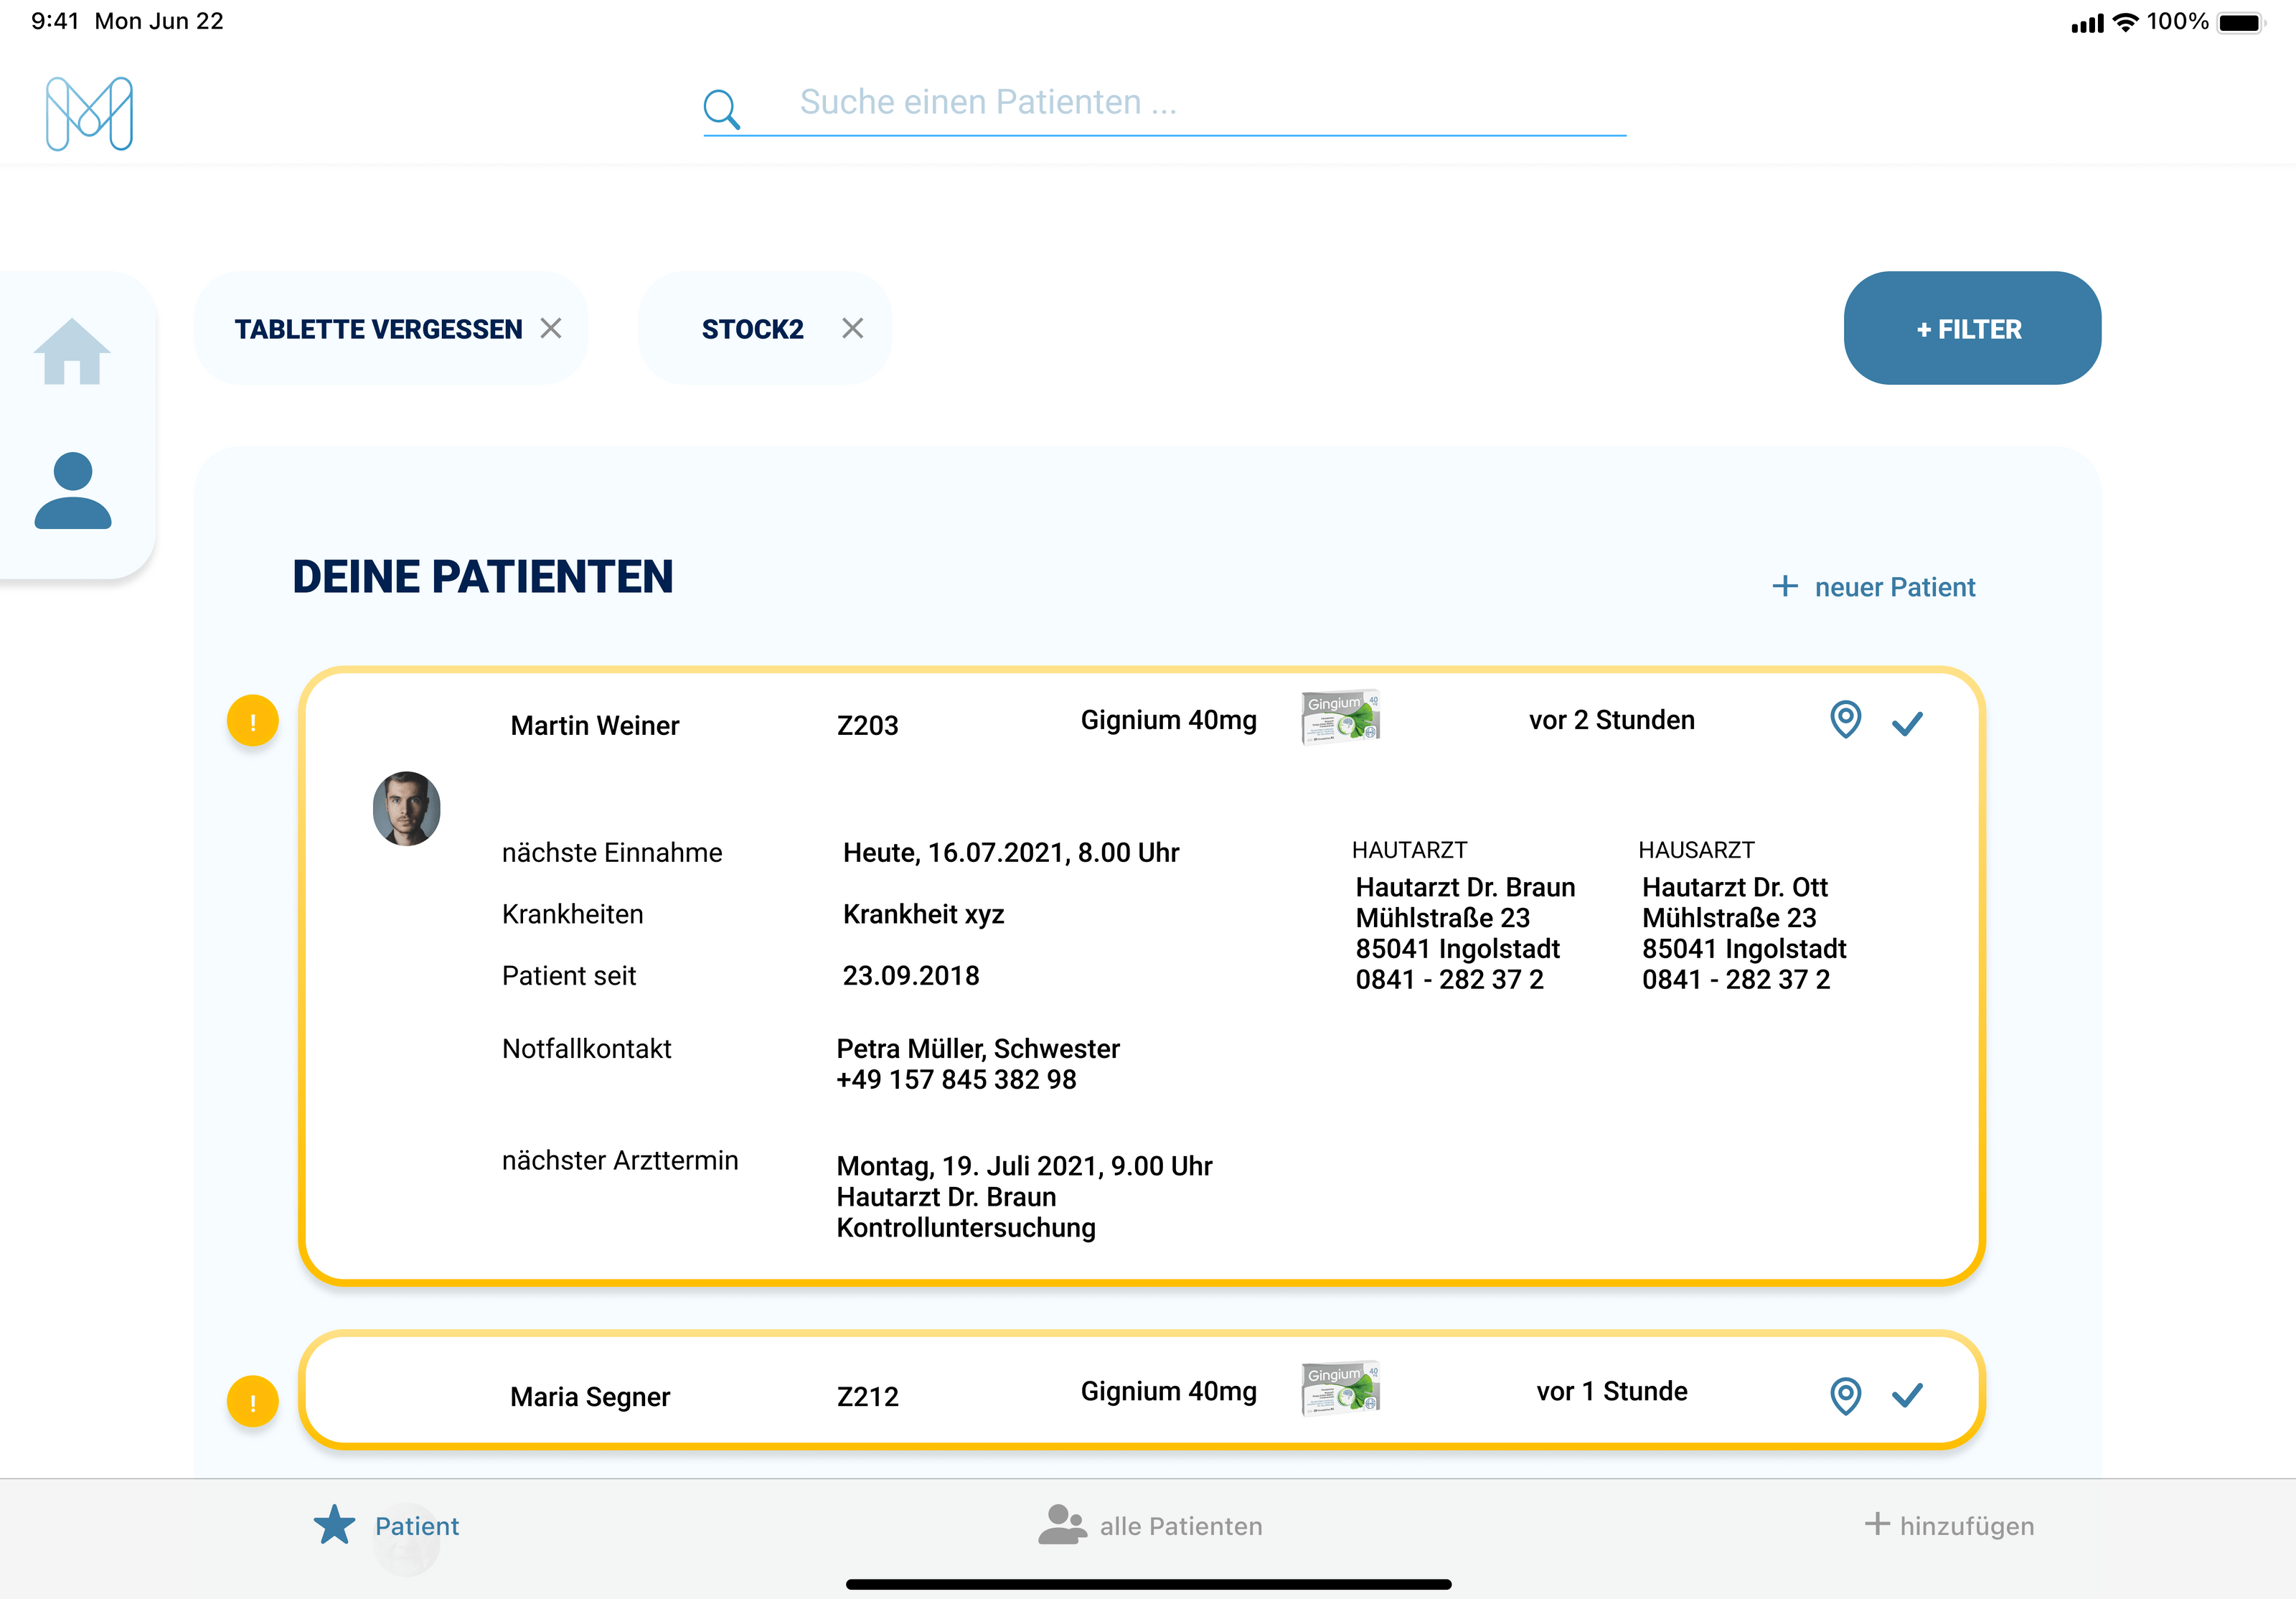 9:41 Mon Jun 22 100%
Suche einen Patienten ...
TABLETTE VERGESSEN STOCK2 + FILTER
DEINE PATIENTEN
+ neuer Patient
! Martin Weiner Z203 Gignium 40mg Gingium 40 vor 2 Stunden
nächste Einnahme Heute, 16.07.2021, 8.00 Uhr
Krankheiten Krankheit xyz
Patient seit 23.09.2018
Notfallkontakt Petra Müller, Schwester
+49 157 845 382 98
nächster Arzttermin Montag, 19. Juli 2021, 9.00 Uhr
Hautarzt Dr. Braun
Kontrolluntersuchung
HAUTARZT
Hautarzt Dr. Braun
Mühlstraße 23
85041 Ingolstadt
0841 - 282 37 2
HAUSARZT
Hautarzt Dr. Ott
Mühlstraße 23
85041 Ingolstadt
0841 - 282 37 2
! Maria Segner Z212 Gignium 40mg Gingium 40 vor 1 Stunde
Patient alle Patienten + hinzufügen